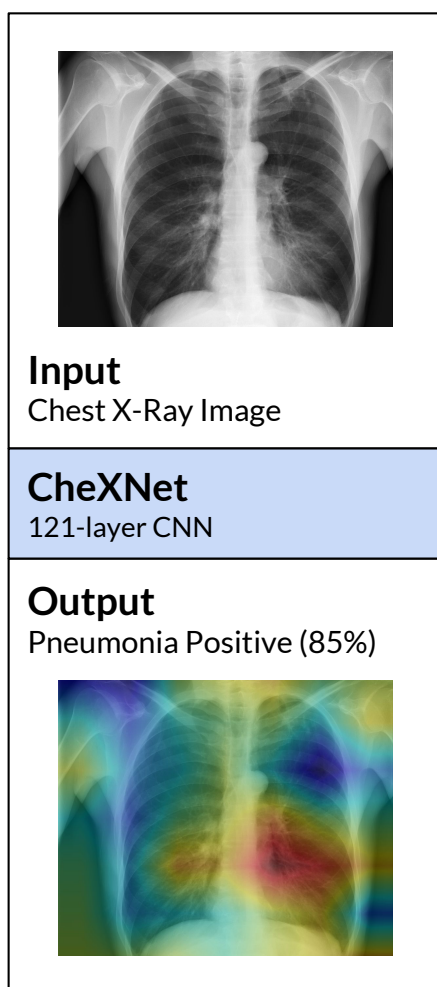 Input
Chest X-Ray Image
CheXNet
121-layer CNN
Output
Pneumonia Positive (85%)